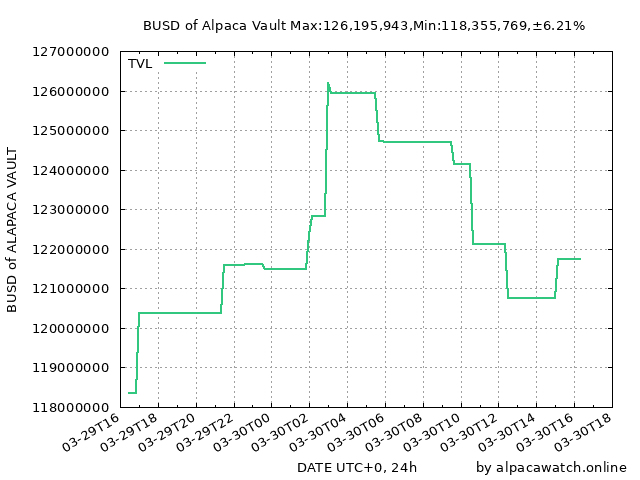 BUSD of Alpaca Vault Max:126,195,943,Min:118,355,769,±6.21%
TVL
127000000
126000000
125000000
124000000
123000000
122000000
121000000
120000000
119000000
118000000
BUSD of ALAPACA VAULT
03-29T16
03-29T18
03-29T20
03-29T22
03-30T00
03-30T02
03-30T04
03-30T06
03-30T08
03-30T10
03-30T12
03-30T14
03-30T16
03-30T18
DATE UTC+0, 24h
by alpacawatch.online